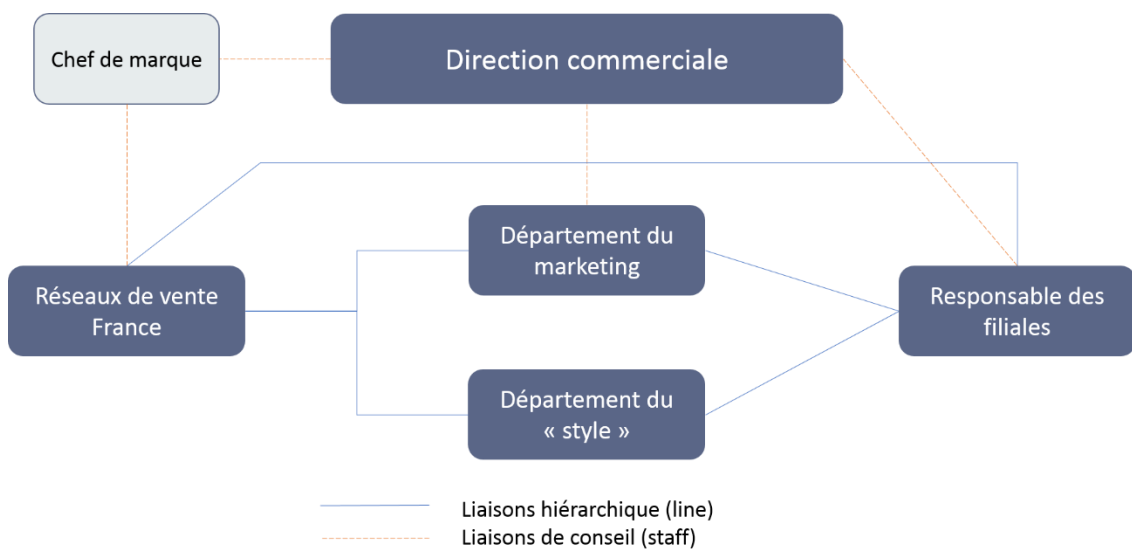 Chef de marque
Direction commerciale
Département du
marketing
Réseaux de vente
France
Responsable des
filiales
Département du
« style »
Liaisons hiérarchique (line)
Liaisons de conseil (staff)